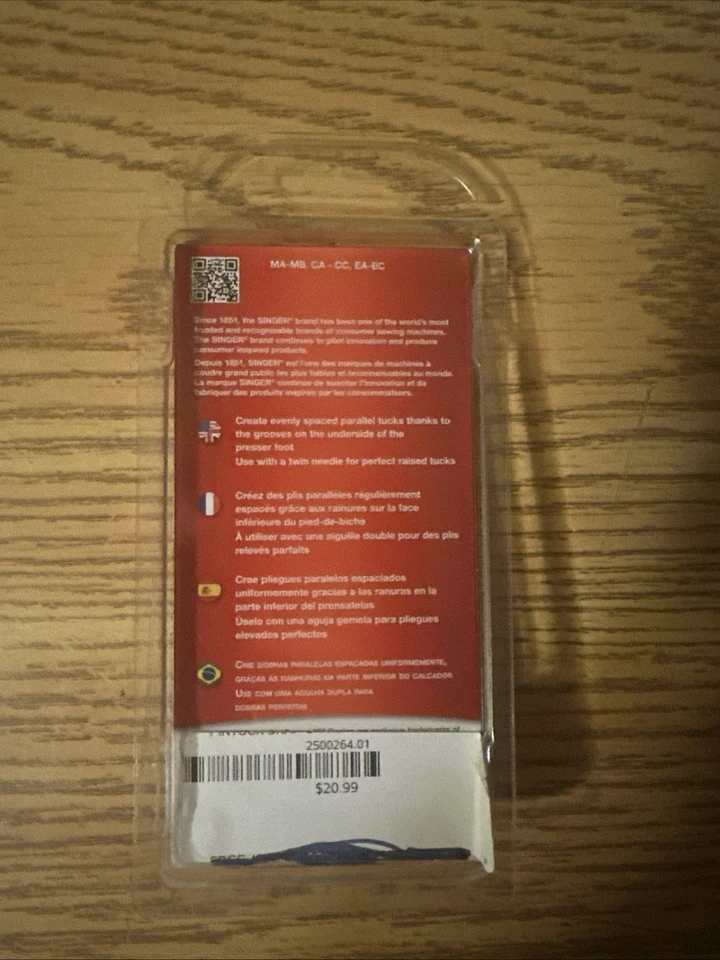 MA-MB, CA - CC, EA-EC
Since 1851, the SINGER® brand has been one of the world's most
trusted and recognizable brands of consumer sewing machines.
The SINGER® brand continues to pilot innovation and produce
consumer inspired products.
Depuis 1851, SINGER® est l'une des marques de machines à
coudre grand public les plus fiables et reconnaissables au monde.
La marque SINGER® continue de susciter l'innovation et de
fabriquer des produits inspirés par les consommateurs.
Create evenly spaced parallel tucks thanks to
the grooves on the underside of the
presser foot
Use with a twin needle for perfect raised tucks
Créez des plis parallèles régulièrement
espacés grâce aux rainures sur la face
inférieure du pied-de-biche
À utiliser avec une aiguille double pour des plis
relevés parfaits
Cree pliegues paralelos espaciados
uniformemente gracias a las ranuras en la
parte inferior del prensatelas
Úselo con una aguja gemela para pliegues
elevados perfectos
CRIE DOBRAS PARALELAS ESPAÇADAS UNIFORMEMENTE,
GRAÇAS ÀS RANHURAS NA PARTE INFERIOR DO CALCADOR
USE COM UMA AGULHA DUPLA PARA
DOBRAS PERFEITAS
PINTUCK
2500264.01
$20.99